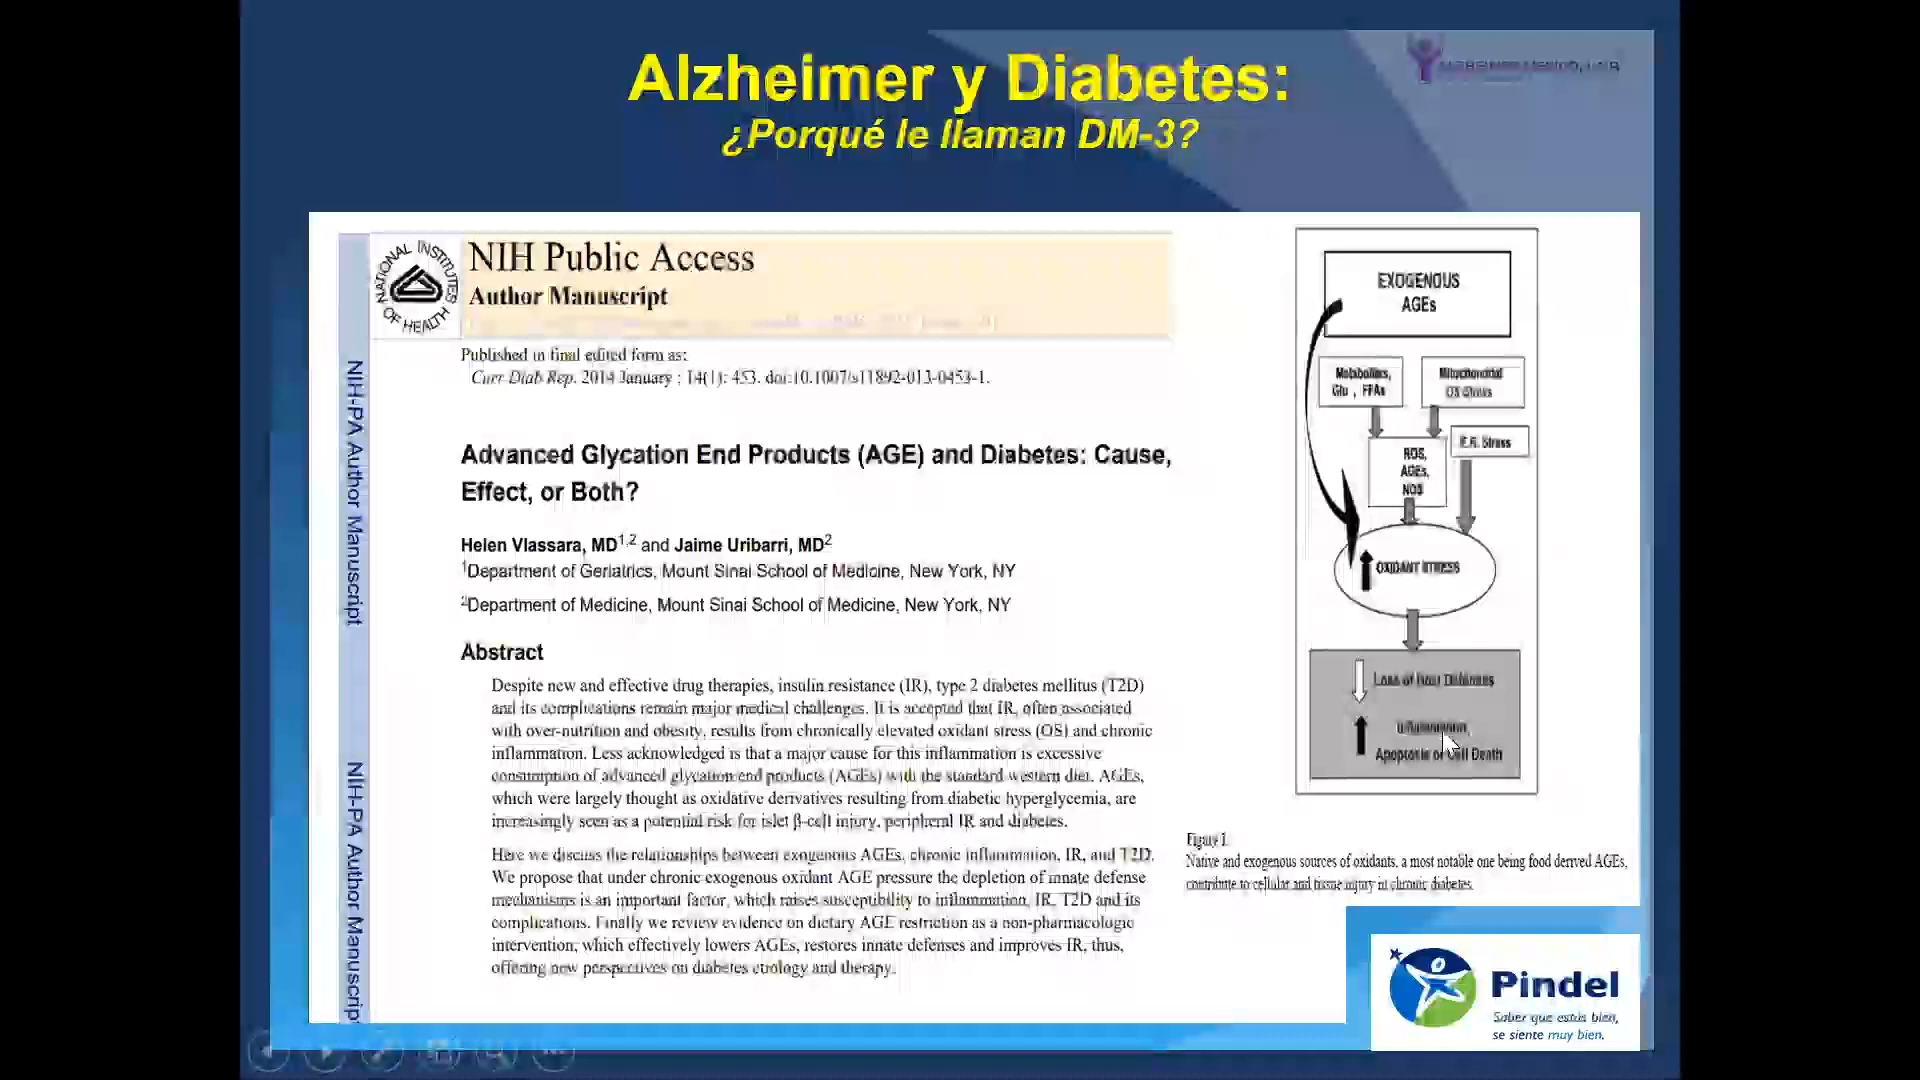 Alzheimer y Diabetes:
¿Porqué le llaman DM-3?
NATIONAL INSTITUTES OF HEALTH
NIH Public Access
Author Manuscript
Published in final edited form as:
Curr Diab Rep. 2014 January ; 14(1): 453. doi:10.1007/s11892-013-0453-1.
Advanced Glycation End Products (AGE) and Diabetes: Cause,
Effect, or Both?
Helen Vlassara, MD1,2 and Jaime Uribarri, MD2
1Department of Geriatrics, Mount Sinai School of Medicine, New York, NY
2Department of Medicine, Mount Sinai School of Medicine, New York, NY
Abstract
Despite new and effective drug therapies, insulin resistance (IR), type 2 diabetes mellitus (T2D)
and its complications remain major medical challenges. It is accepted that IR, often associated
with over-nutrition and obesity, results from chronically elevated oxidant stress (OS) and chronic
inflammation. Less acknowledged is that a major cause for this inflammation is excessive
consumption of advanced glycation end products (AGEs) with the standard western diet. AGEs,
which were largely thought as oxidative derivatives resulting from diabetic hyperglycemia, are
increasingly seen as a potential risk for islet β-cell injury, peripheral IR and diabetes.
Here we discuss the relationships between exogenous AGEs, chronic inflammation, IR, and T2D.
We propose that under chronic exogenous oxidant AGE pressure the depletion of innate defense
mechanisms is an important factor, which raises susceptibility to inflammation, IR, T2D and its
complications. Finally we review evidence on dietary AGE restriction as a non-pharmacologic
intervention, which effectively lowers AGEs, restores innate defenses and improves IR, thus,
offering new perspectives on diabetes etiology and therapy.
NIH-PA Author Manuscript
NIH-PA Author Manuscript
EXOGENOUS
AGEs
Metabolites,
Glu , FFAs
Mitochondrial
OS Stress
E.R. Stress
ROS,
AGEs,
NOS
OXIDANT STRESS
Loss of Host Defenses
Inflammation,
Apoptosis or Cell Death
Figure 1.
Native and exogenous sources of oxidants, a most notable one being food derived AGEs,
contribute to cellular and tissue injury in chronic diabetes.
Pindel
Saber que estás bien,
se siente muy bien.